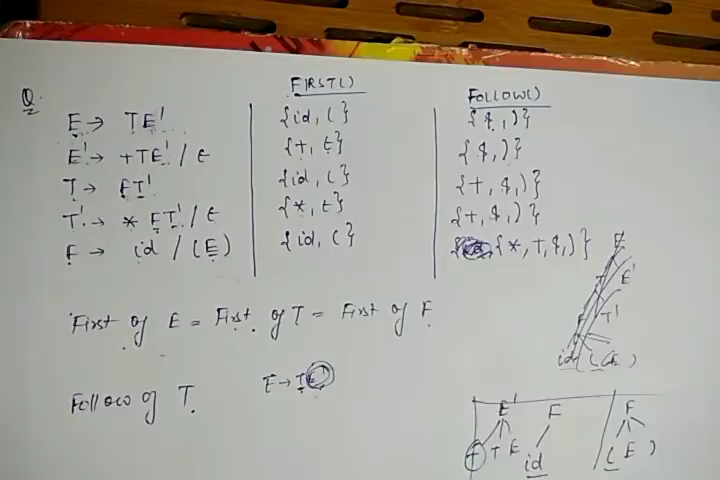 Q.
FIRST() FOLLOW()
E → TE' {id, (} {$, )}
E' → +TE' / ε {+, ε} {$, )}
T → FT' {id, (} {+, $, )}
T' → * FT' / ε {*, ε} {+, $, )}
F → id / (E) {id, (} {*, +, $, )}
First of E = First of T = First of F
Follow of T. E → TE'
E
T E'
F T'
id ( E )
E' F F
+ T E id ( E )